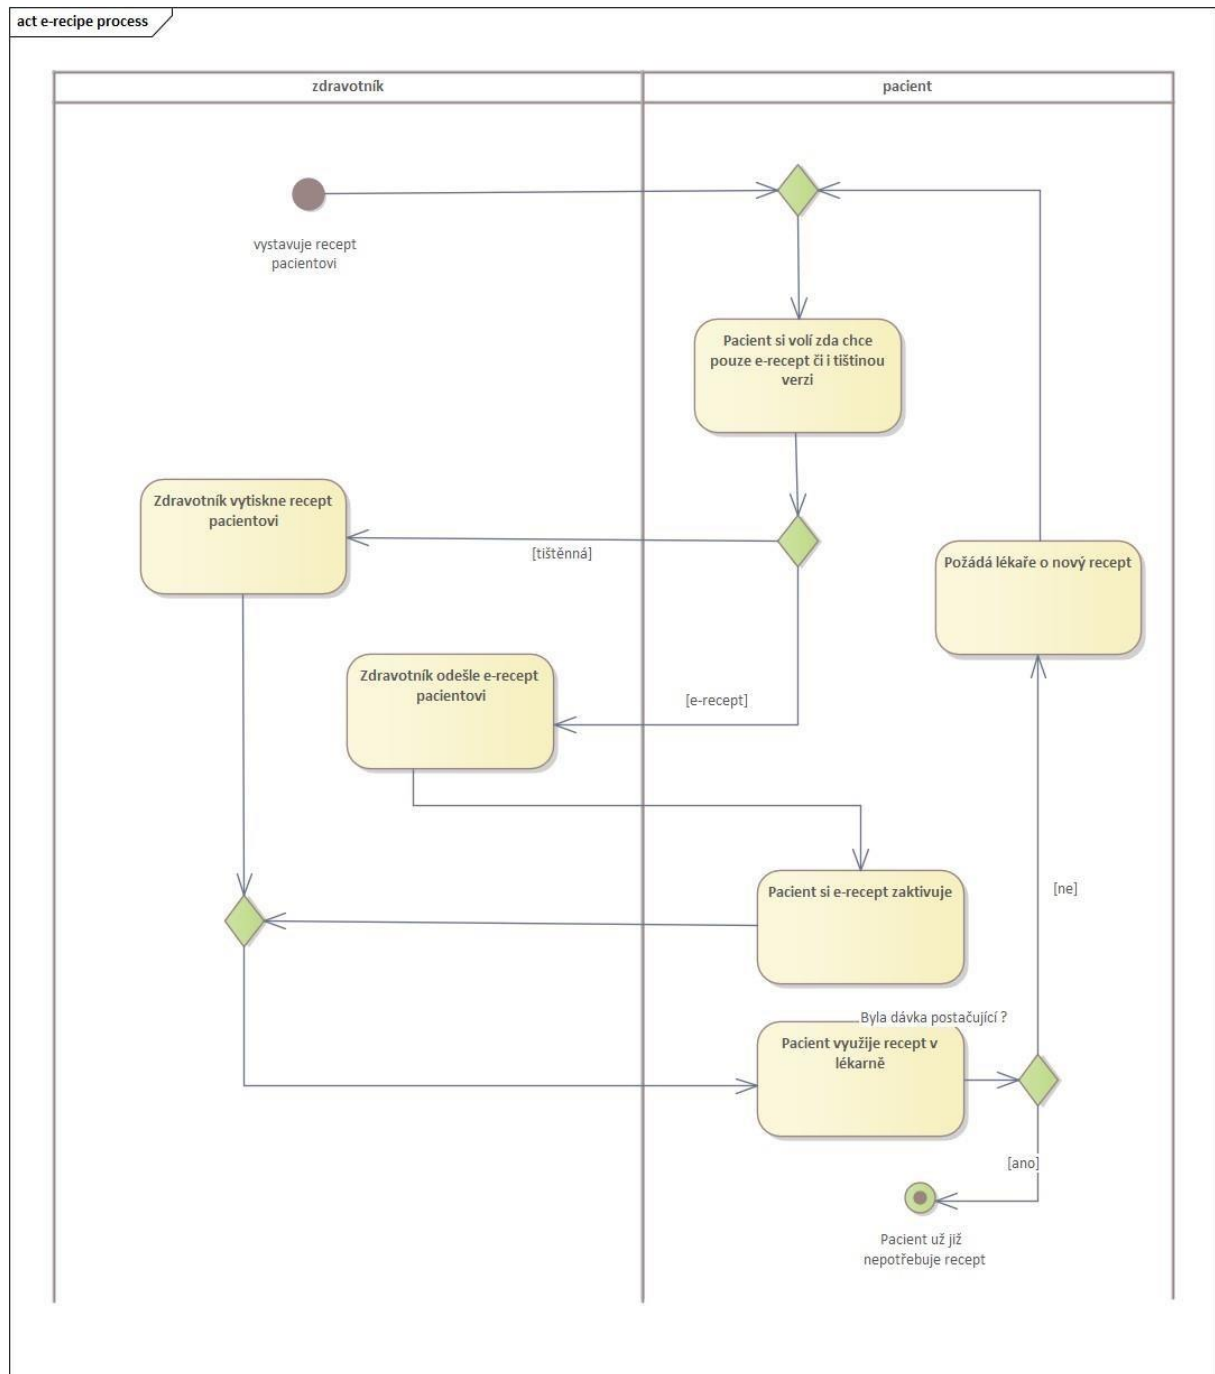 act e-recipe process
zdravotník
pacient
vystavuje recept
pacientovi
Pacient si volí zda chce
pouze e-recept či i tištinou
verzi
Zdravotník vytiskne recept
pacientovi
[tištěnná]
Požádá lékaře o nový recept
Zdravotník odešle e-recept
pacientovi
[e-recept]
Pacient si e-recept zaktivuje
[ne]
Byla dávka postačující ?
Pacient využije recept v
lékarně
[ano]
Pacient už již
nepotřebuje recept